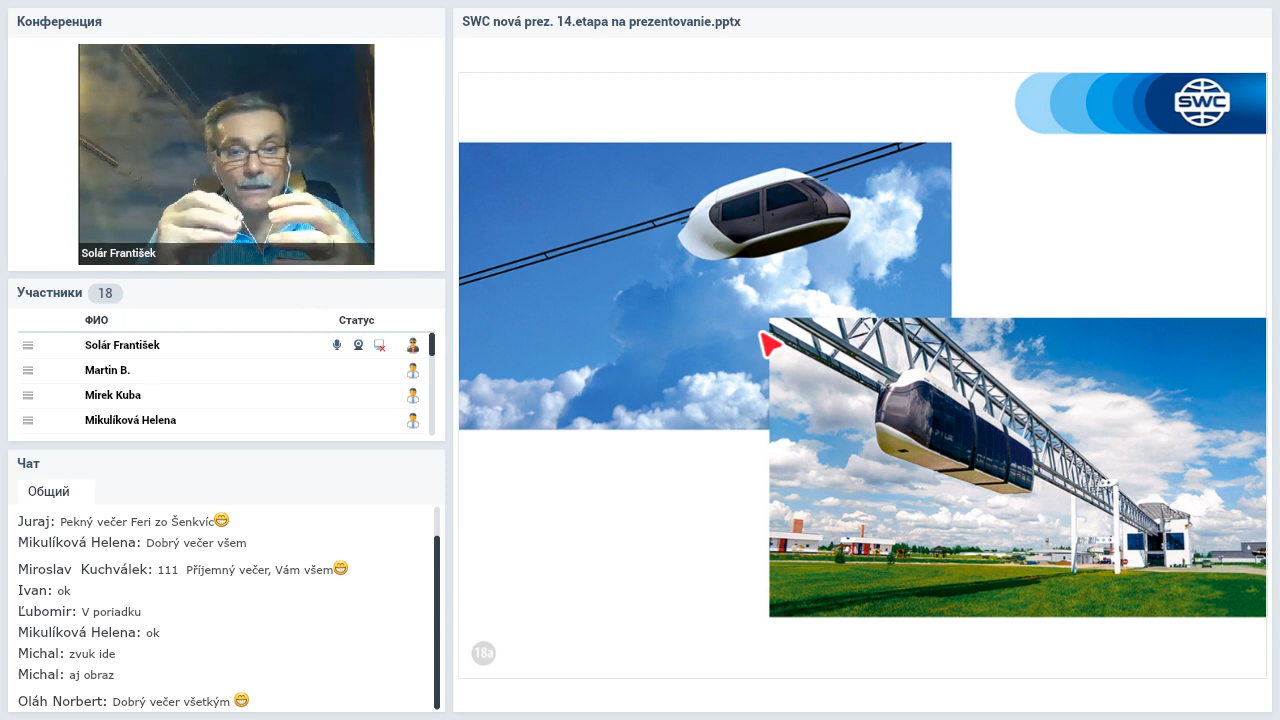 Конференция
Solár František
Участники 18
ФИО Статус
Solár František
Martin B.
Mirek Kuba
Mikulíková Helena
Чат
Общий
Juraj: Pekný večer Feri zo Šenkvíc
Mikulíková Helena: Dobrý večer všem
Miroslav Kuchválek: 111 Příjemný večer, Vám všem
Ivan: ok
Ľubomir: V poriadku
Mikulíková Helena: ok
Michal: zvuk ide
Michal: aj obraz
Oláh Norbert: Dobrý večer všetkým
SWC nová prez. 14.etapa na prezentovanie.pptx
SWC
18a